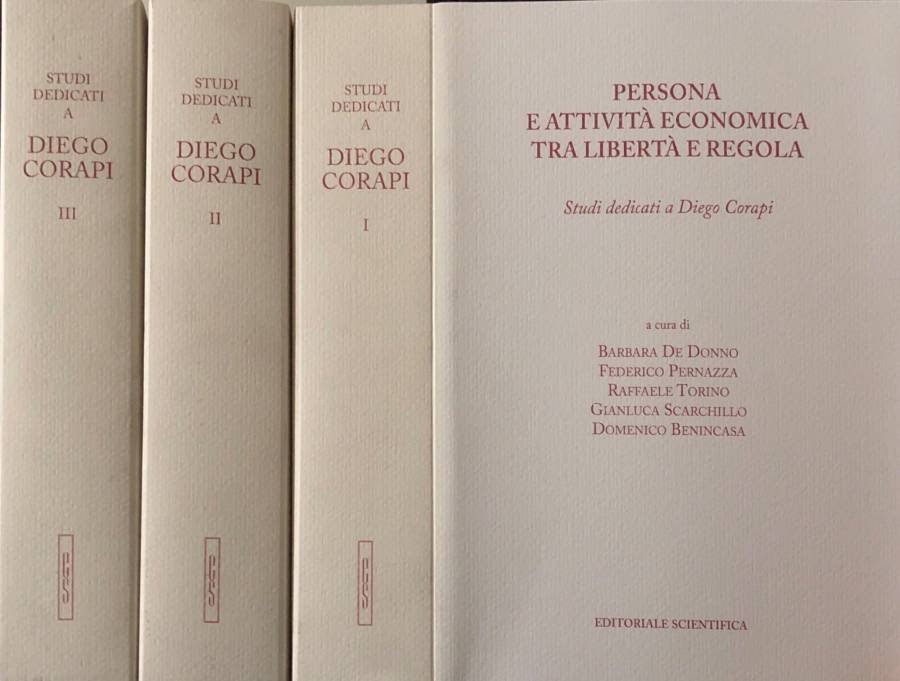 STUDI
DEDICATI
A
DIEGO
CORAPI
III
STUDI
DEDICATI
A
DIEGO
CORAPI
II
STUDI
DEDICATI
A
DIEGO
CORAPI
I
PERSONA
E ATTIVITÀ ECONOMICA
TRA LIBERTÀ E REGOLA
Studi dedicati a Diego Corapi
a cura di
BARBARA DE DONNO
FEDERICO PERNAZZA
RAFFAELE TORINO
GIANLUCA SCARCHILLO
DOMENICO BENINCASA
EDITORIALE SCIENTIFICA